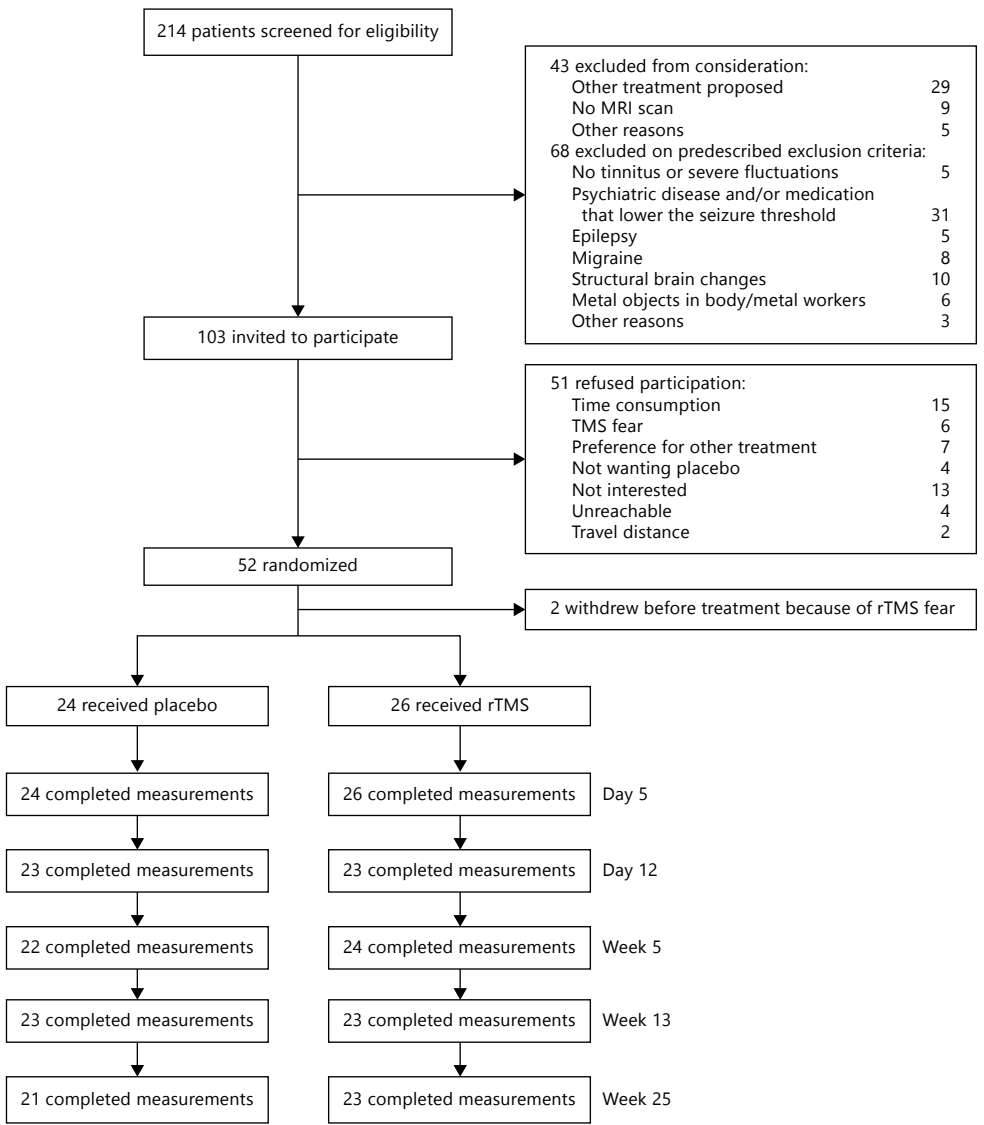 214 patients screened for eligibility
43 excluded from consideration:
Other treatment proposed 29
No MRI scan 9
Other reasons 5
68 excluded on predescribed exclusion criteria:
No tinnitus or severe fluctuations 5
Psychiatric disease and/or medication
that lower the seizure threshold 31
Epilepsy 5
Migraine 8
Structural brain changes 10
Metal objects in body/metal workers 6
Other reasons 3
103 invited to participate
51 refused participation:
Time consumption 15
TMS fear 6
Preference for other treatment 7
Not wanting placebo 4
Not interested 13
Unreachable 4
Travel distance 2
52 randomized
2 withdrew before treatment because of rTMS fear
24 received placebo
26 received rTMS
24 completed measurements
26 completed measurements
Day 5
23 completed measurements
23 completed measurements
Day 12
22 completed measurements
24 completed measurements
Week 5
23 completed measurements
23 completed measurements
Week 13
21 completed measurements
23 completed measurements
Week 25